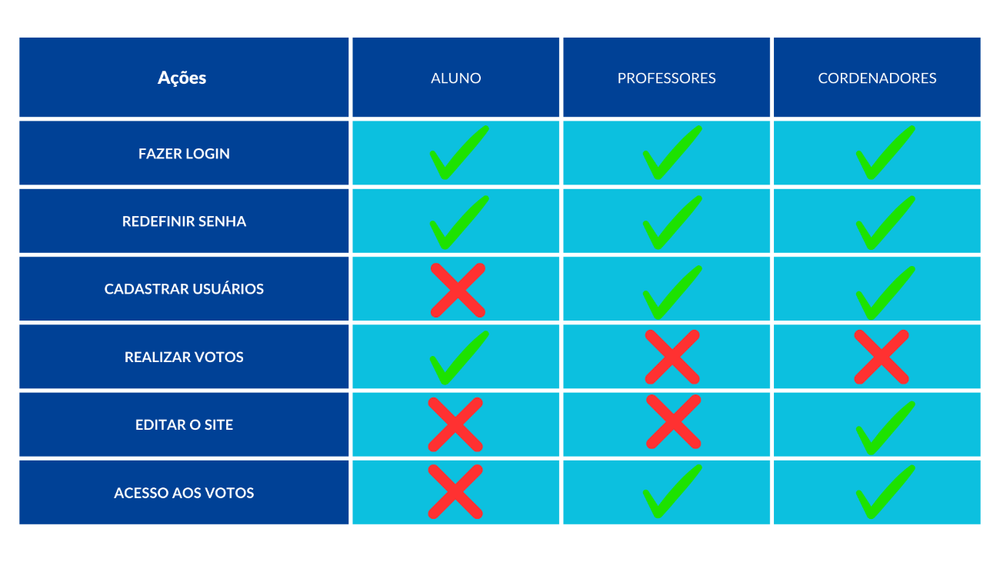 Ações
ALUNO
PROFESSORES
CORDENADORES
FAZER LOGIN
REDEFINIR SENHA
CADASTRAR USUÁRIOS
REALIZAR VOTOS
EDITAR O SITE
ACESSO AOS VOTOS